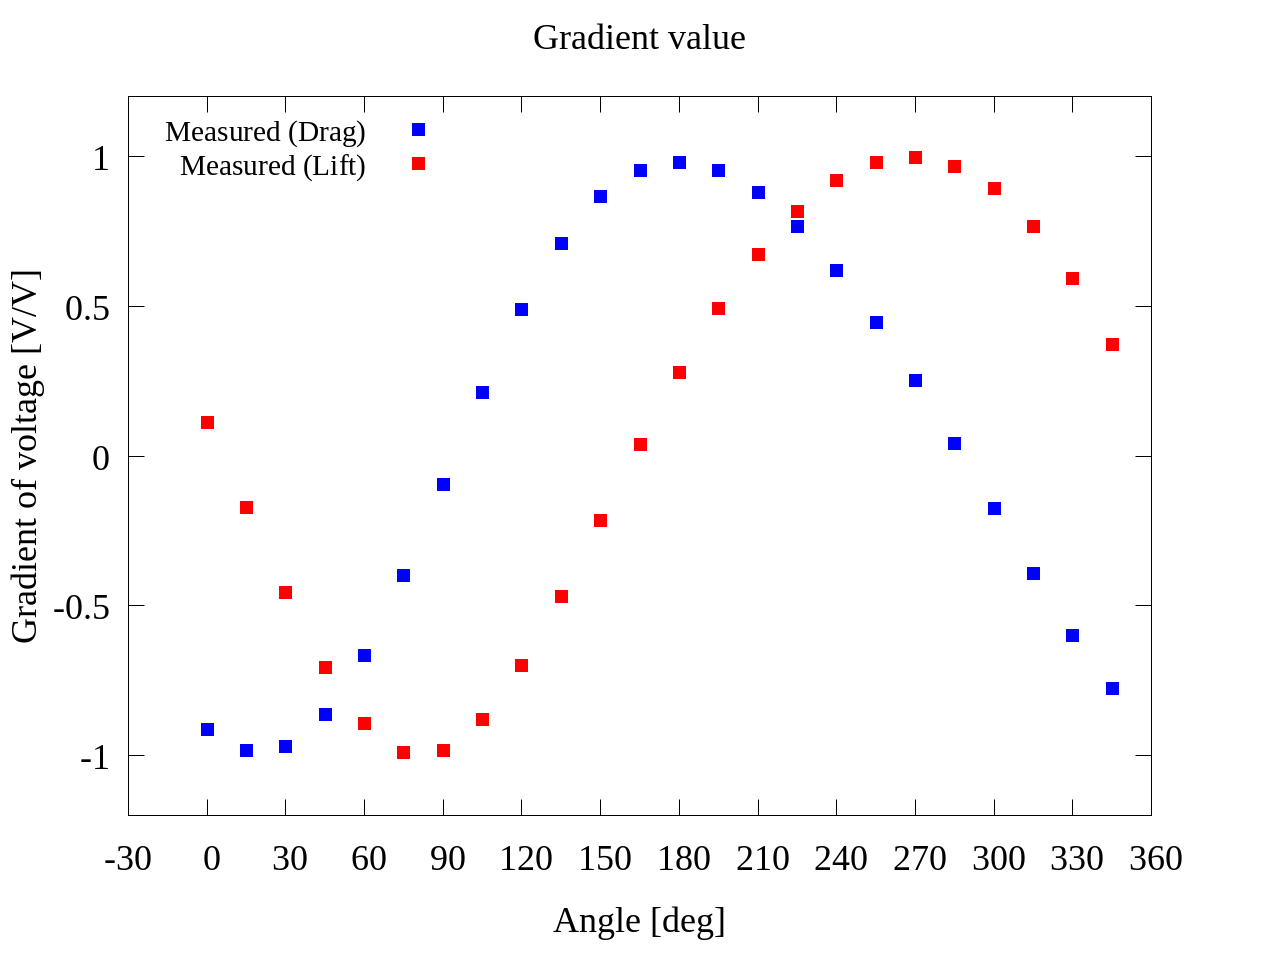 Gradient value
Measured (Drag)
Measured (Lift)
Gradient of voltage [V/V]
1
0.5
0
-0.5
-1
-30 0 30 60 90 120 150 180 210 240 270 300 330 360
Angle [deg]